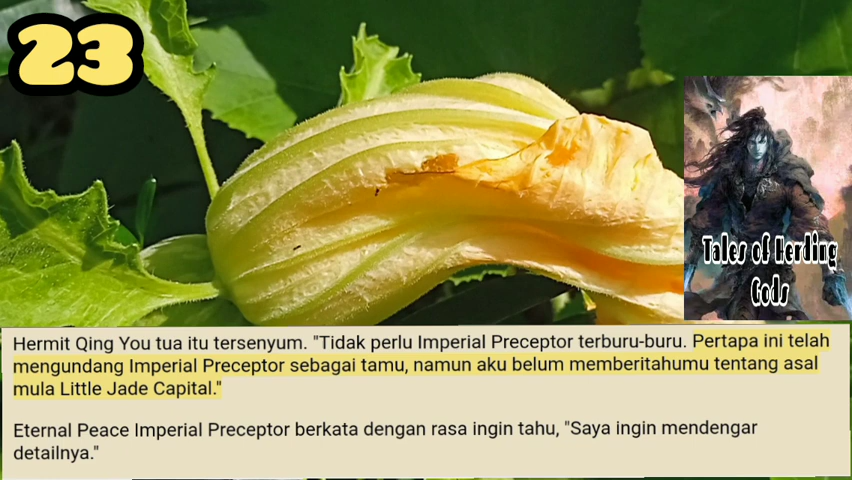 23
Tales of Herding
Gods
Hermit Qing You tua itu tersenyum. "Tidak perlu Imperial Preceptor terburu-buru. Pertapa ini telah
mengundang Imperial Preceptor sebagai tamu, namun aku belum memberitahumu tentang asal
mula Little Jade Capital."
Eternal Peace Imperial Preceptor berkata dengan rasa ingin tahu, "Saya ingin mendengar
detailnya."